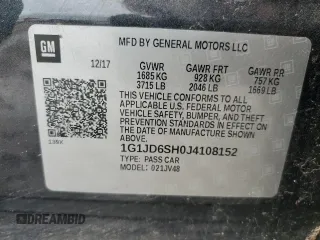 GM
MFD BY GENERAL MOTORS LLC
12/17 GVWR GAWR FRT GAWR RR
1685 KG 928 KG 757 KG
3715 LB 2046 LB 1669 LB
THIS VEHICLE CONFORMS TO ALL
APPLICABLE U.S. FEDERAL MOTOR
VEHICLE SAFETY, BUMPER, AND
THEFT PREVENTION STANDARDS
IN EFFECT ON THE DATE OF
MANUFACTURE SHOWN ABOVE.
1G1JD6SH0J4108152
TYPE: PASS CAR
MODEL: 021JV48
DIDABIMID